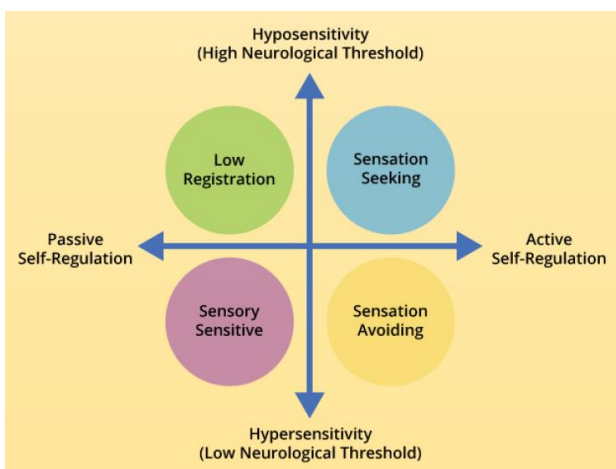 Hyposensitivity
(High Neurological Threshold)
Low
Registration
Sensation
Seeking
Passive
Self-Regulation
Active
Self-Regulation
Sensory
Sensitive
Sensation
Avoiding
Hypersensitivity
(Low Neurological Threshold)